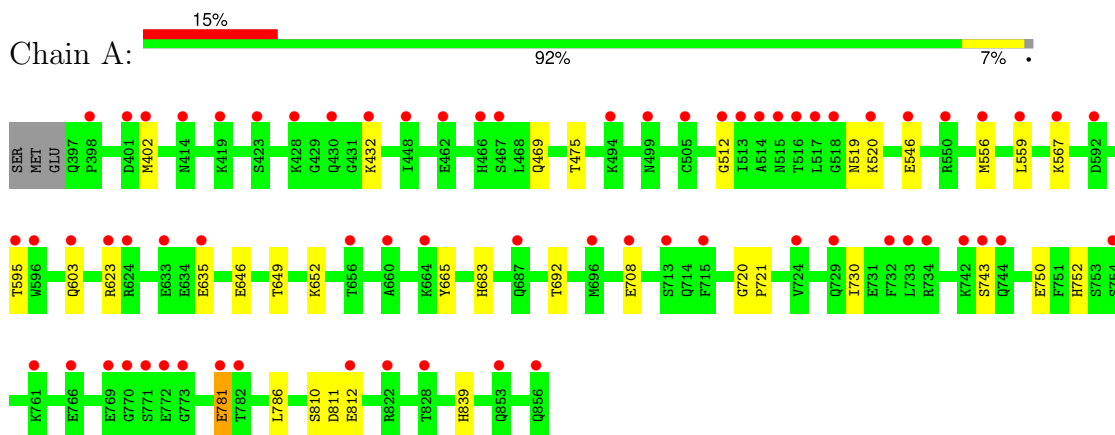 15%
Chain A:
92%
7%
•
SER MET GLU Q397 P398 D401 M402 N414 K419 S423 K428 G429 Q430 G431 K432 I448 E462 H466 S467 L468 Q469 T475 K494 N499 C505 G512 I513 A514 N515 T516 L517 G518 N519 K520 E546 R550 M556 L559 K567 D592
T595 W596 Q603 R623 R624 E633 E634 E635 E646 T649 K652 T656 A660 K664 Y665 H683 Q687 T692 M696 E708 S713 Q714 F715 G720 P721 V724 Q729 I730 E731 F732 L733 R734 K742 S743 Q744 E750 F751 H752 S753 S754
K761 E766 E769 G770 S771 E772 G773 E781 T782 L786 S810 D811 E812 R822 T828 H839 Q853 Q856